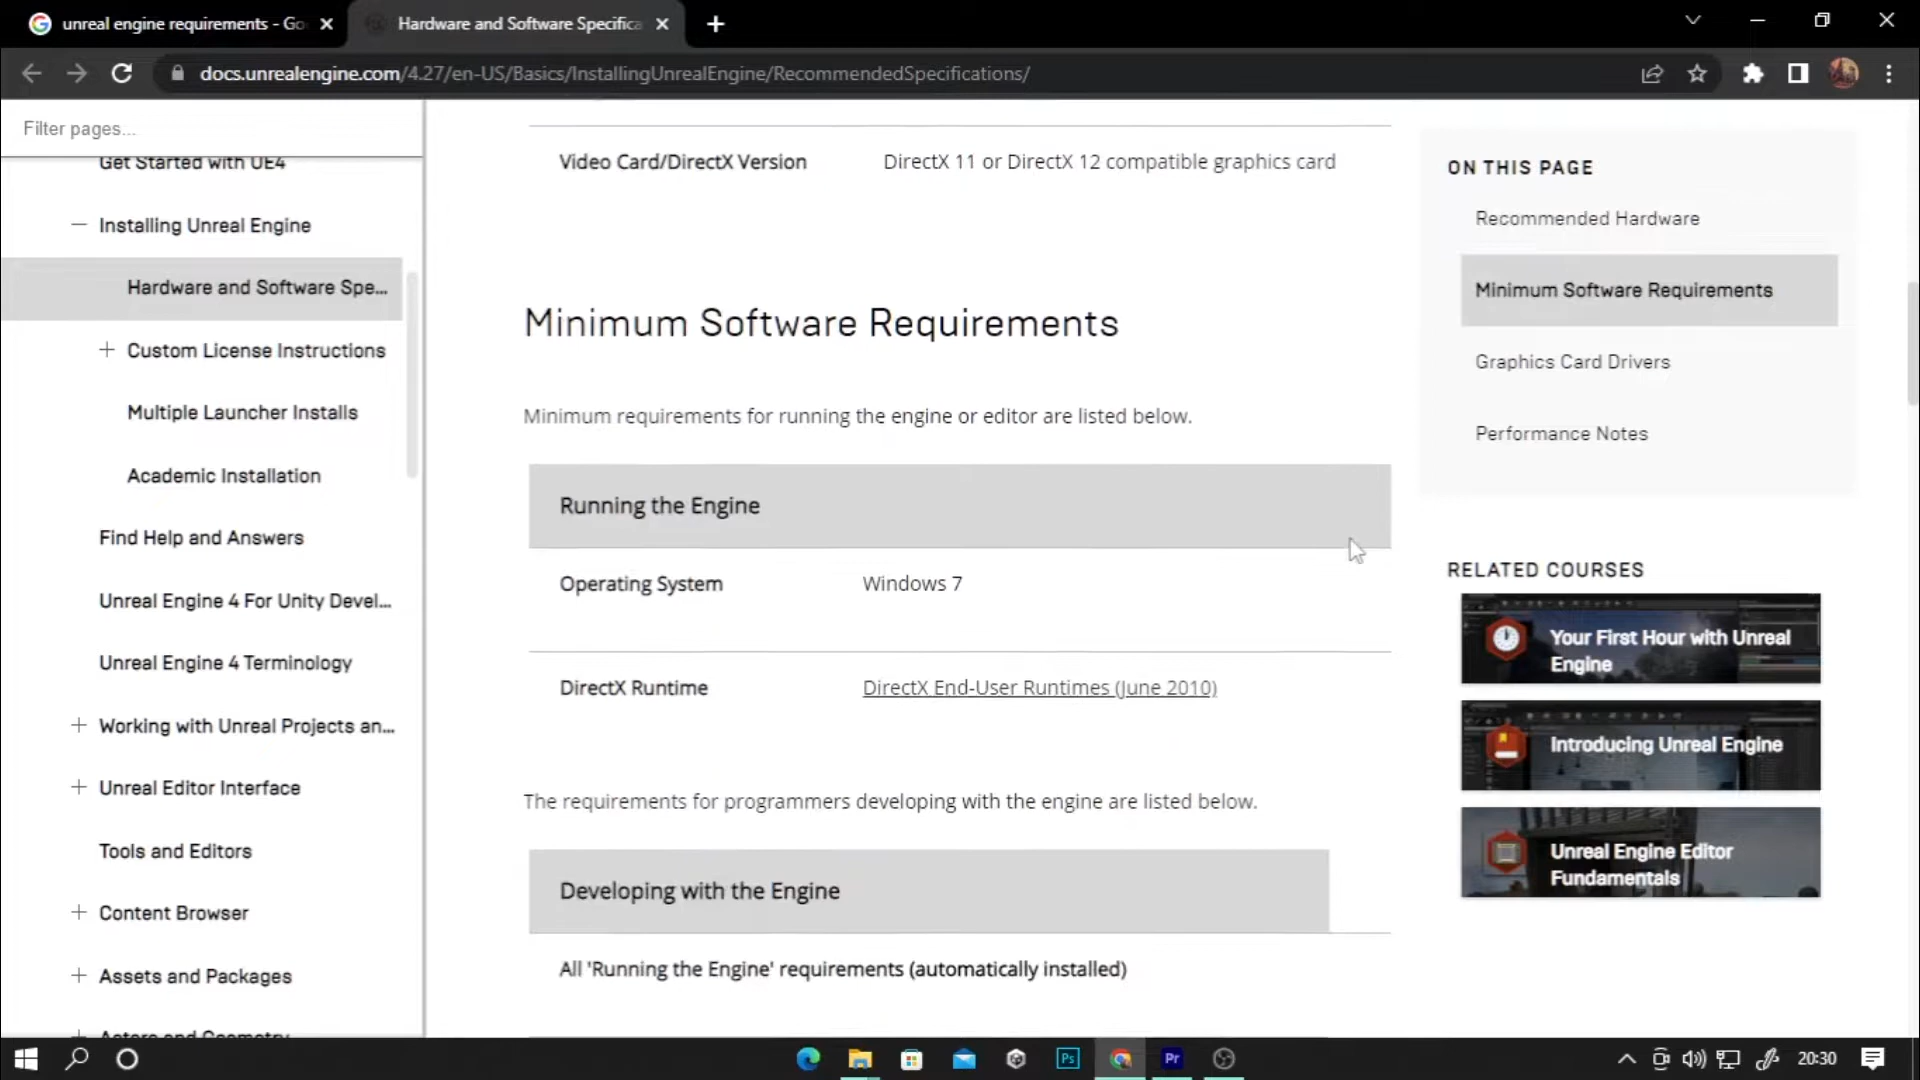 unreal engine requirements - Go
Hardware and Software Specifica
docs.unrealengine.com/4.27/en-US/Basics/InstallingUnrealEngine/RecommendedSpecifications/
Filter pages...
Get Started with UE4
Installing Unreal Engine
Hardware and Software Spe...
Custom License Instructions
Multiple Launcher Installs
Academic Installation
Find Help and Answers
Unreal Engine 4 For Unity Devel...
Unreal Engine 4 Terminology
Working with Unreal Projects an...
Unreal Editor Interface
Tools and Editors
Content Browser
Assets and Packages
Actors and Geometry
Video Card/DirectX Version DirectX 11 or DirectX 12 compatible graphics card
Minimum Software Requirements
Minimum requirements for running the engine or editor are listed below.
Running the Engine
Operating System Windows 7
DirectX Runtime DirectX End-User Runtimes (June 2010)
The requirements for programmers developing with the engine are listed below.
Developing with the Engine
All 'Running the Engine' requirements (automatically installed)
ON THIS PAGE
Recommended Hardware
Minimum Software Requirements
Graphics Card Drivers
Performance Notes
RELATED COURSES
Your First Hour with Unreal
Engine
Introducing Unreal Engine
Unreal Engine Editor
Fundamentals
Ps
Pr
20:30